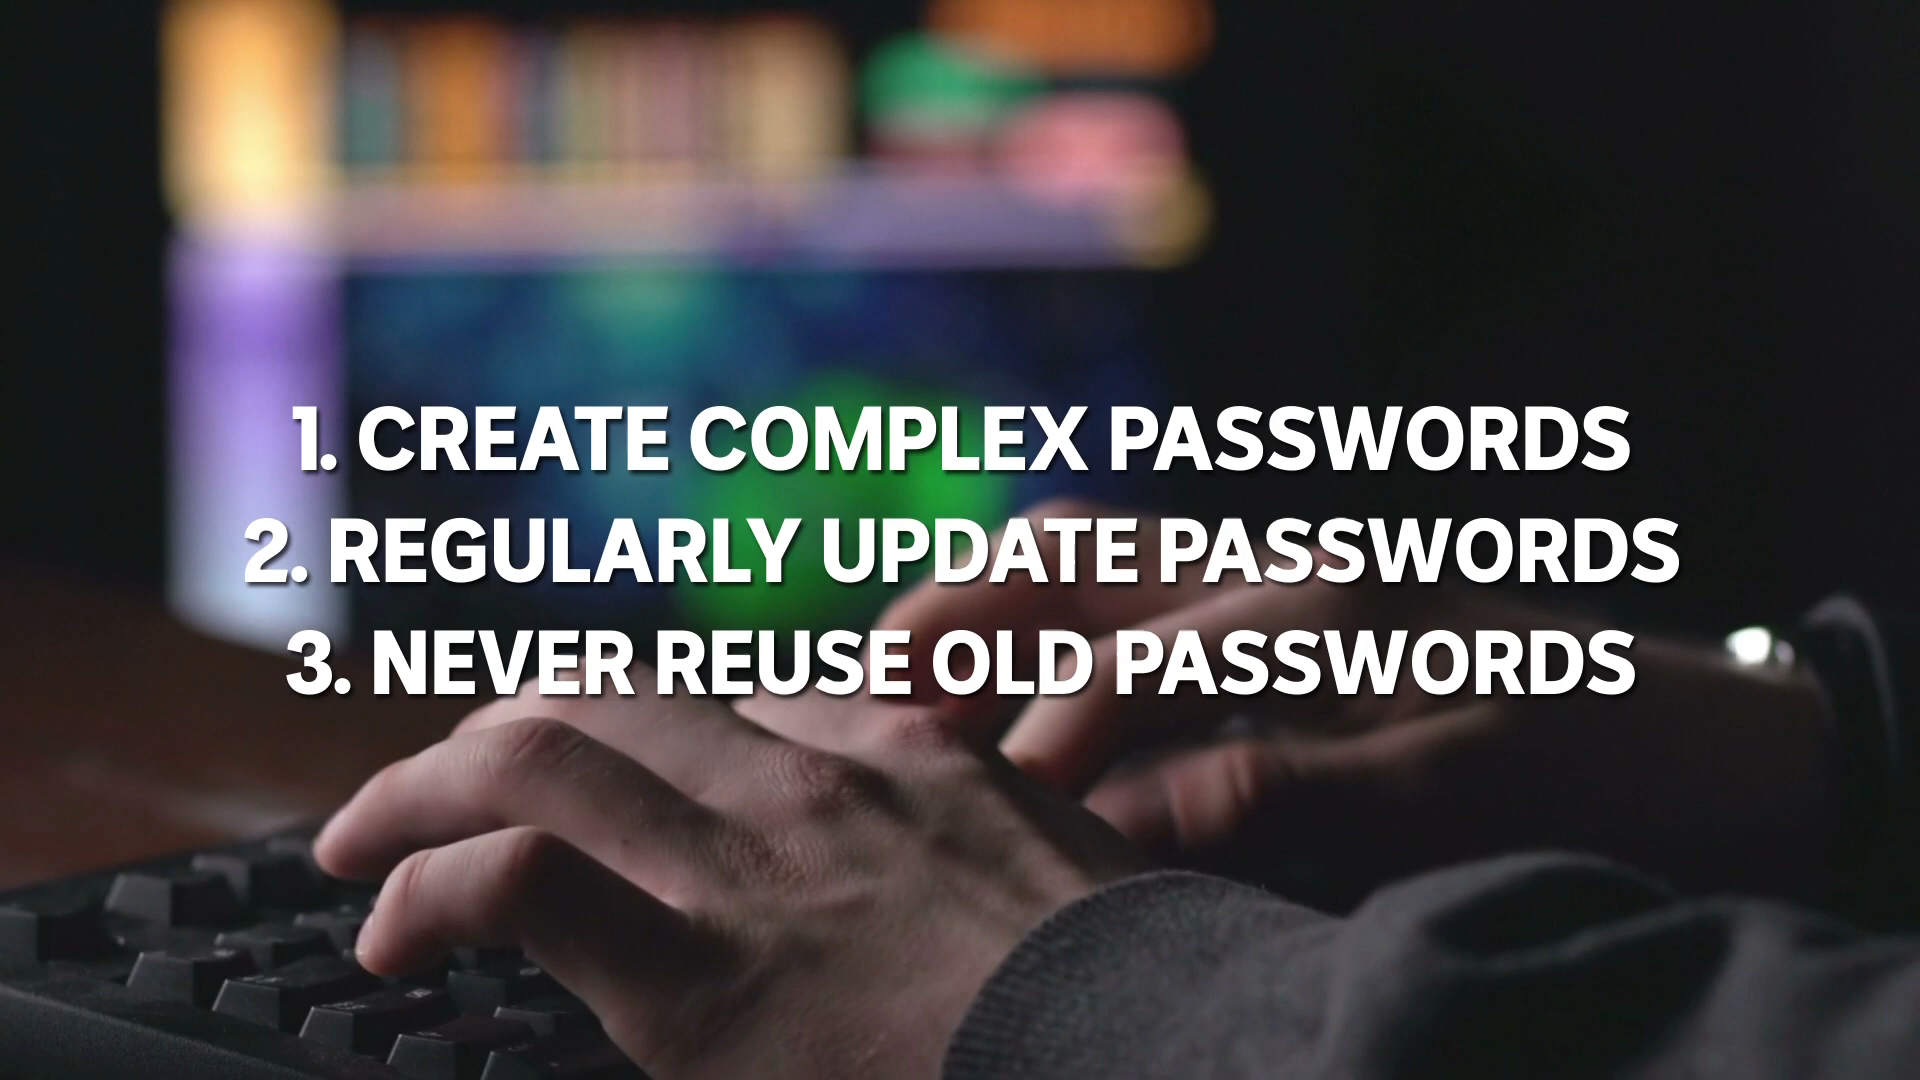 1. CREATE COMPLEX PASSWORDS
2. REGULARLY UPDATE PASSWORDS
3. NEVER REUSE OLD PASSWORDS